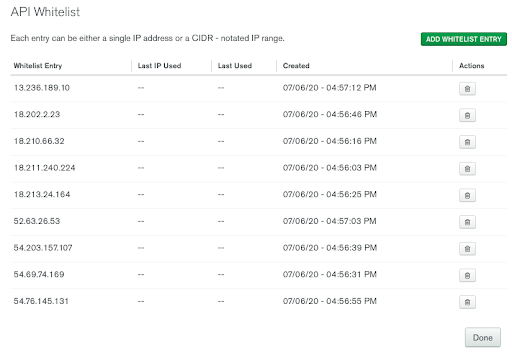 API Whitelist
Each entry can be either a single IP address or a CIDR - notated IP range.
ADD WHITELIST ENTRY
Whitelist Entry Last IP Used Last Used Created Actions
13.236.189.10 -- -- 07/06/20 - 04:57:12 PM
18.202.2.23 -- -- 07/06/20 - 04:56:46 PM
18.210.66.32 -- -- 07/06/20 - 04:56:16 PM
18.211.240.224 -- -- 07/06/20 - 04:56:03 PM
18.213.24.164 -- -- 07/06/20 - 04:56:25 PM
52.63.26.53 -- -- 07/06/20 - 04:57:03 PM
54.203.157.107 -- -- 07/06/20 - 04:56:39 PM
54.69.74.169 -- -- 07/06/20 - 04:56:31 PM
54.76.145.131 -- -- 07/06/20 - 04:56:55 PM
Done